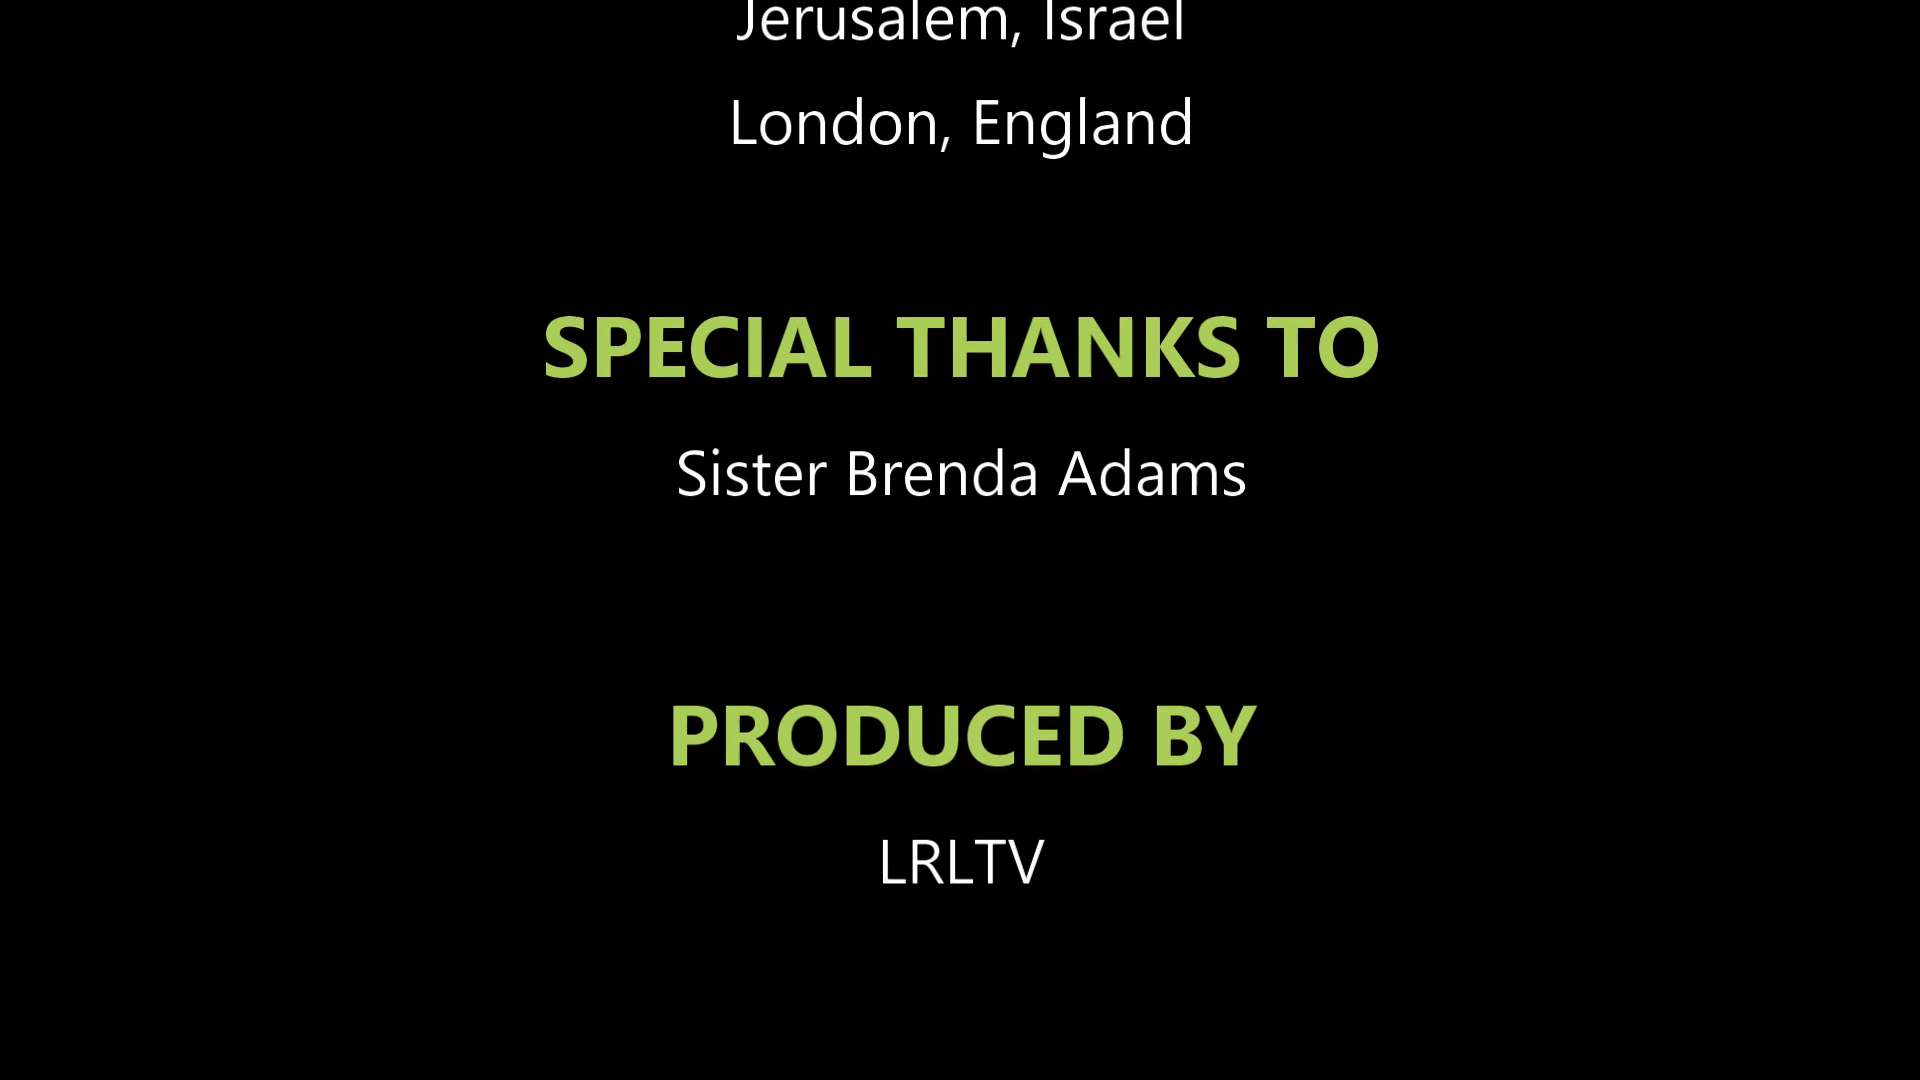 Jerusalem, Israel
London, England
SPECIAL THANKS TO
Sister Brenda Adams
PRODUCED BY
LRLTV